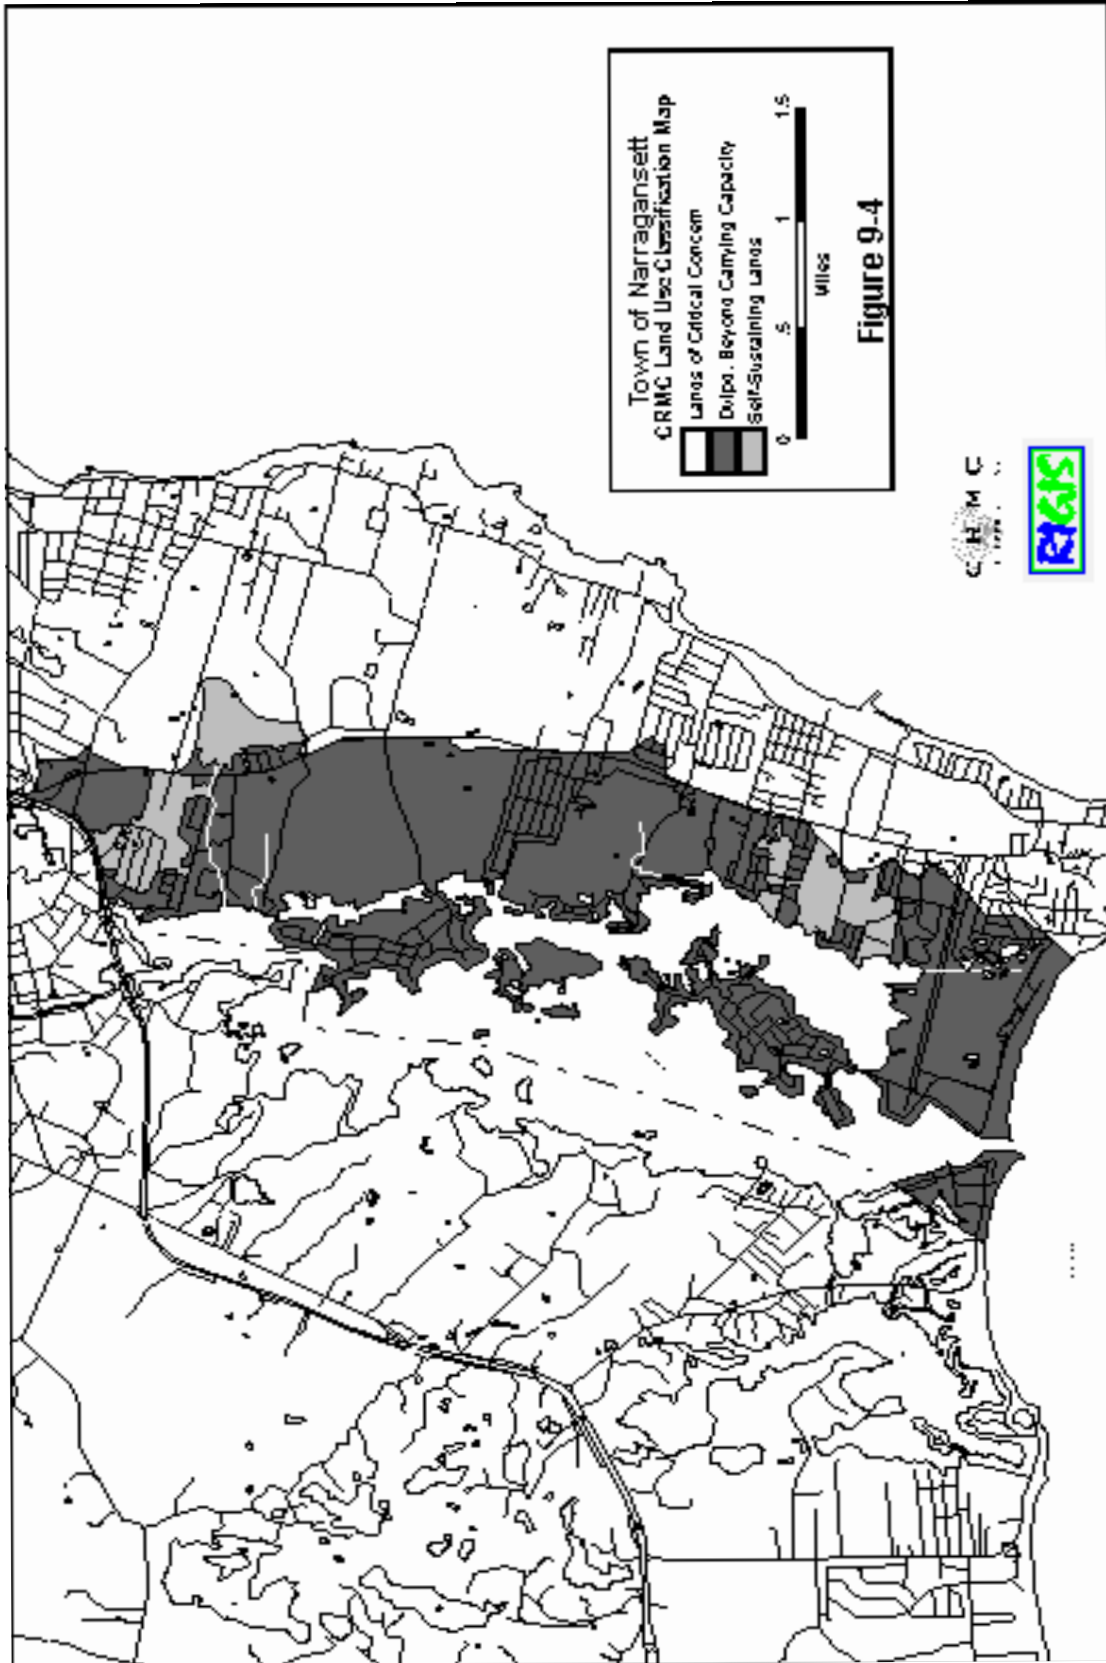 Town of Narragansett
CRMC Land Use Classification Map
Lands of Critical Concern
Dvlpd. Beyond Carrying Capacity
Self-Sustaining Lands
0 .5 1 1.5
Miles
Figure 9-4
C R M C
RIGIS